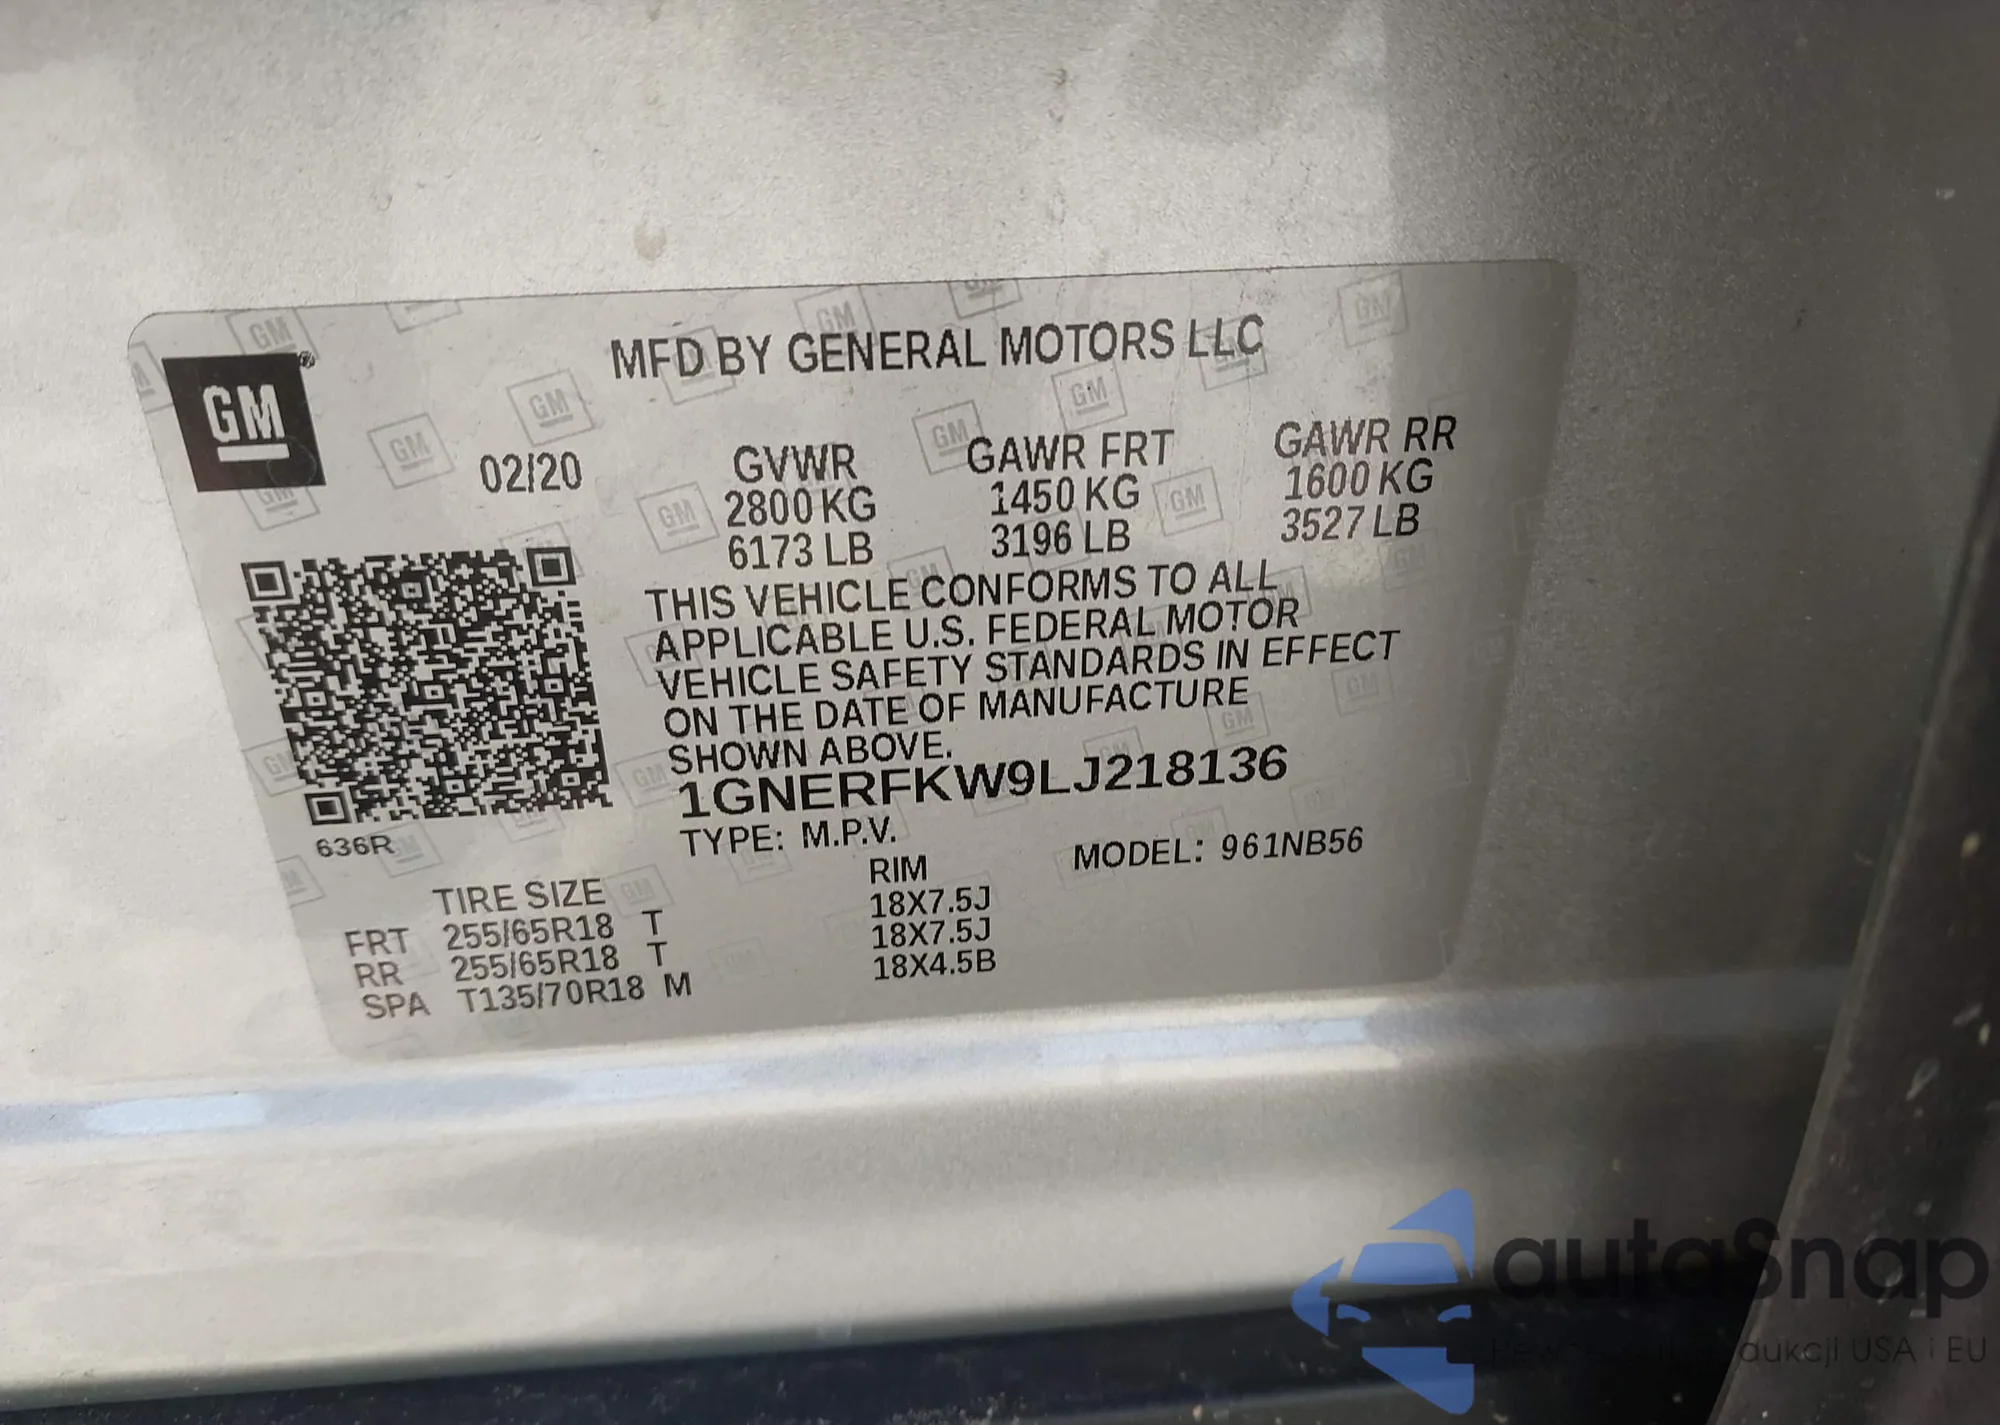 MFD BY GENERAL MOTORS LLC
GM®
02/20 GVWR GAWR FRT GAWR RR
2800 KG 1450 KG 1600 KG
6173 LB 3196 LB 3527 LB
THIS VEHICLE CONFORMS TO ALL
APPLICABLE U.S. FEDERAL MOTOR
VEHICLE SAFETY STANDARDS IN EFFECT
ON THE DATE OF MANUFACTURE
SHOWN ABOVE.
1GNERFKW9LJ218136
636R
TYPE: M.P.V. MODEL: 961NB56
TIRE SIZE RIM
FRT 255/65R18 T 18X7.5J
RR 255/65R18 T 18X7.5J
SPA T135/70R18 M 18X4.5B
autaSnap
USA i EU